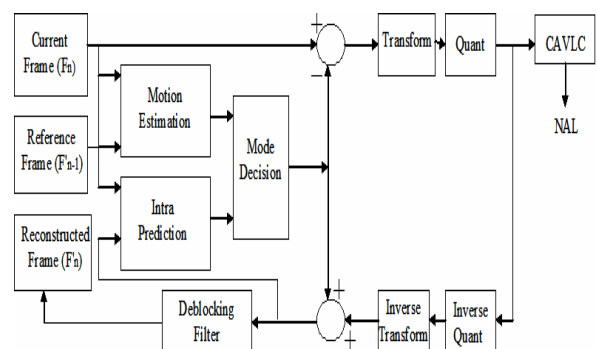 Current
Frame (Fn)
Reference
Frame (F'n-1)
Reconstructed
Frame (F'n)
Motion
Estimation
Intra
Prediction
Mode
Decision
+
−
Transform
Quant
CAVLC
NAL
Deblocking
Filter
+
+
Inverse
Transform
Inverse
Quant